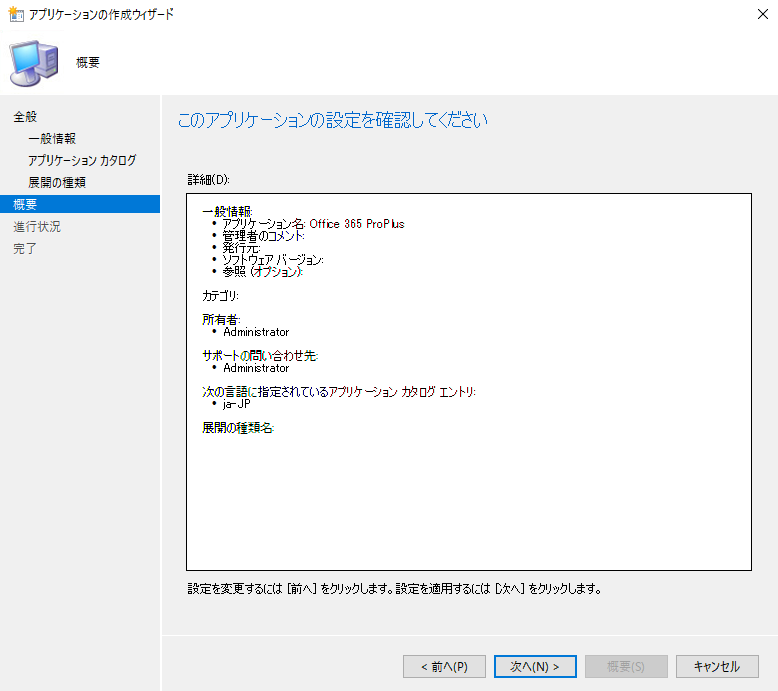 アプリケーションの作成ウィザード
概要
全般
一般情報
アプリケーション カタログ
展開の種類
概要
進行状況
完了
このアプリケーションの設定を確認してください
詳細(D):
一般情報:
• アプリケーション名: Office 365 ProPlus
• 管理者のコメント:
• 発行元:
• ソフトウェア バージョン:
• 参照 (オプション):
カテゴリ:
所有者:
• Administrator
サポートの問い合わせ先:
• Administrator
次の言語に指定されているアプリケーション カタログ エントリ:
• ja-JP
展開の種類名:
設定を変更するには [前へ] をクリックします。設定を適用するには [次へ] をクリックします。
< 前へ(P)
次へ(N) >
概要(S)
キャンセル